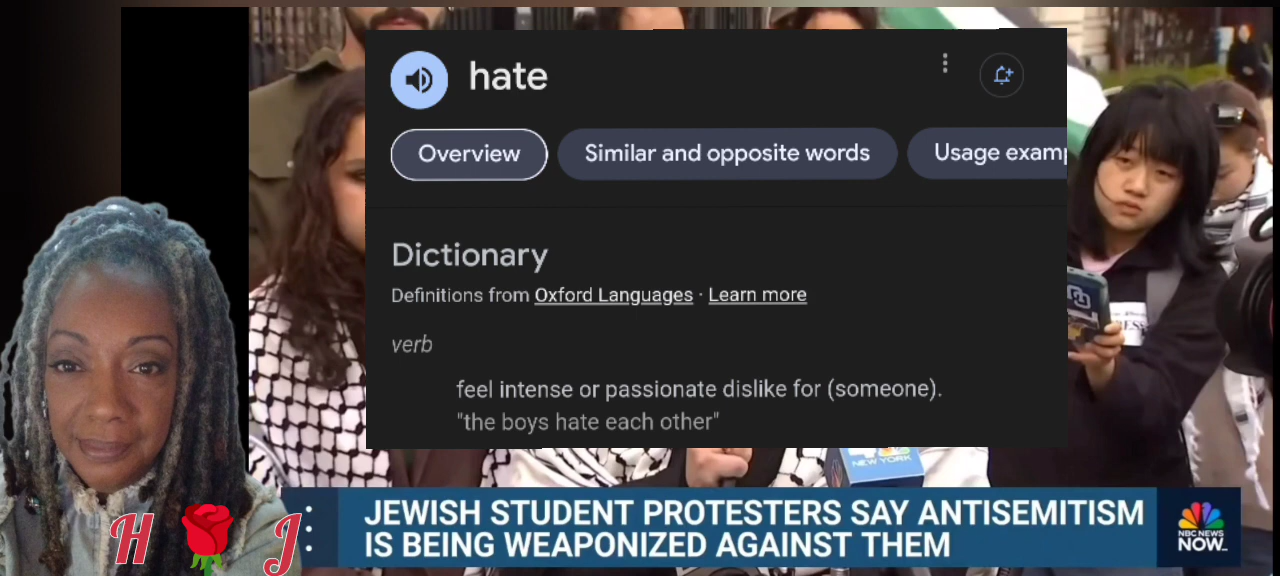 hate
Overview
Similar and opposite words
Usage examp
Dictionary
Definitions from Oxford Languages · Learn more
verb
feel intense or passionate dislike for (someone).
"the boys hate each other"
NEW YORK
H J
JEWISH STUDENT PROTESTERS SAY ANTISEMITISM
IS BEING WEAPONIZED AGAINST THEM
NBC NEWS
NOW